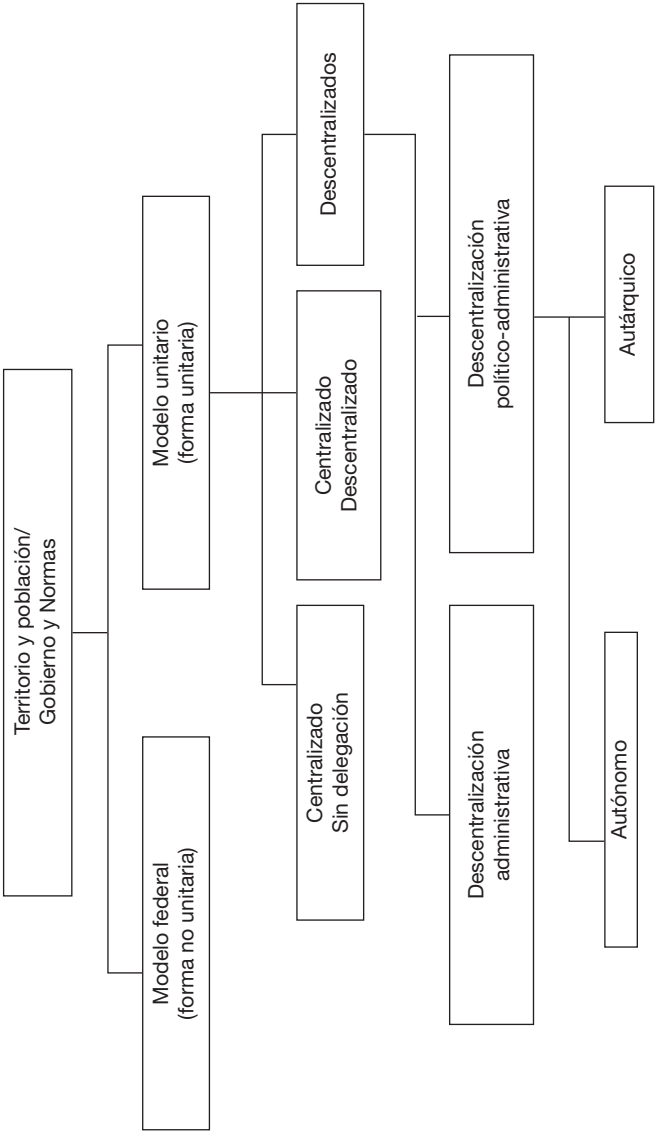 Territorio y población/
Gobierno y Normas
Modelo federal
(forma no unitaria)
Modelo unitario
(forma unitaria)
Centralizado
Sin delegación
Centralizado
Descentralizado
Descentralizados
Descentralización
administrativa
Descentralización
político-administrativa
Autónomo
Autárquico